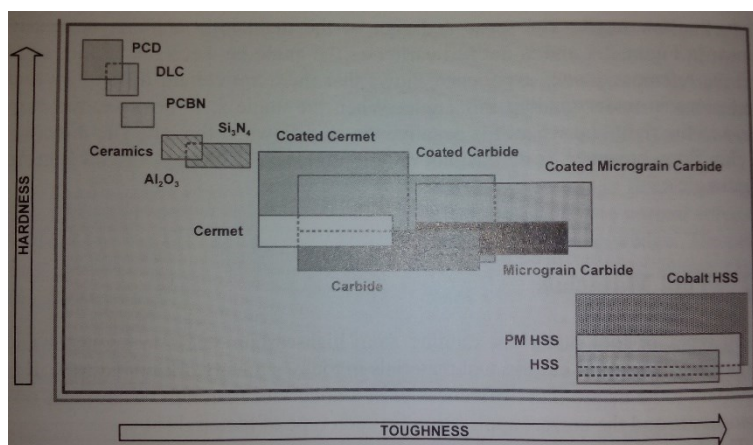 PCD
DLC
PCBN
Si₃N₄
Ceramics
Al₂O₃
Coated Cermet
Coated Carbide
Coated Micrograin Carbide
Cermet
Carbide
Micrograin Carbide
Cobalt HSS
PM HSS
HSS
HARDNESS
TOUGHNESS